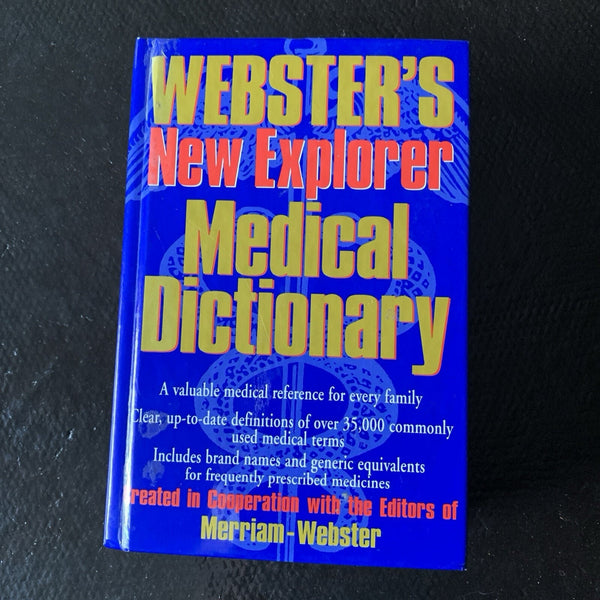 WEBSTER'S
New Explorer
Medical
Dictionary
A valuable medical reference for every family
Clear, up-to-date definitions of over 35,000 commonly
used medical terms
Includes brand names and generic equivalents
for frequently prescribed medicines
Created in Cooperation with the Editors of
Merriam-Webster